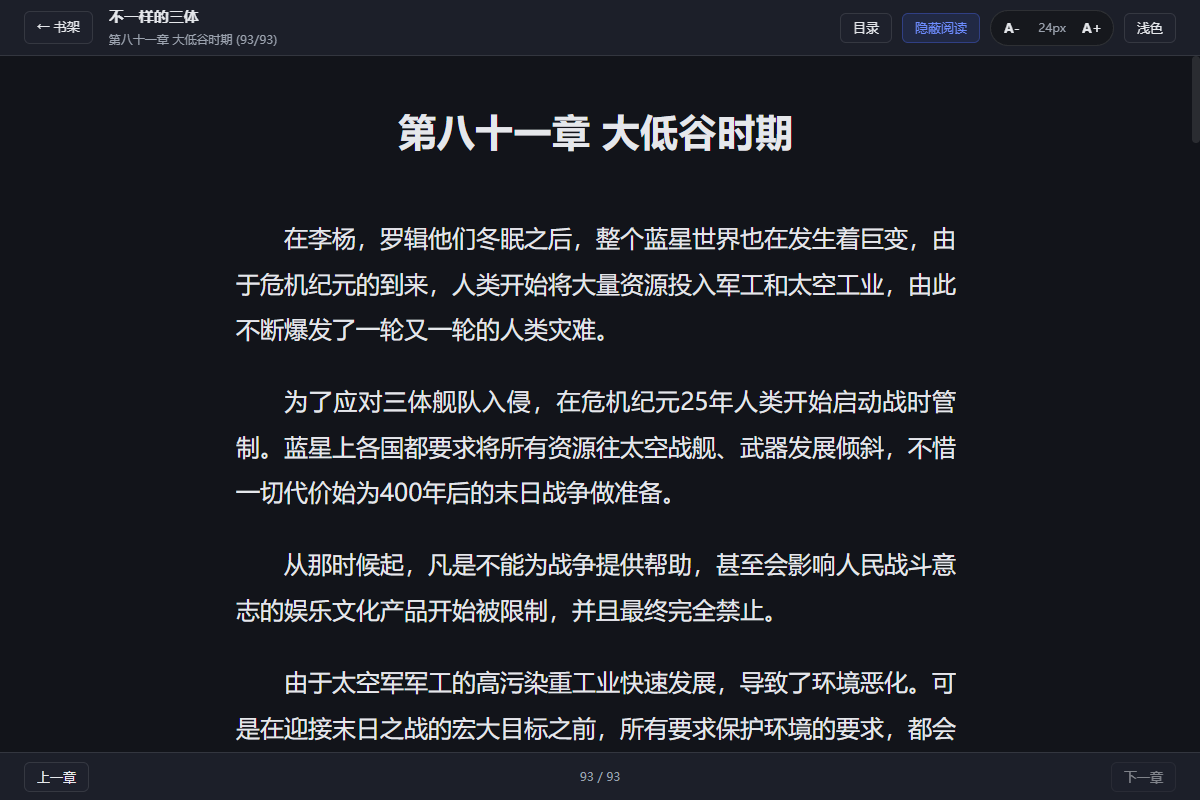 ← 书架
不一样的三体
第八十一章 大低谷时期 (93/93)
目录
隐蔽阅读
A- 24px A+
浅色
第八十一章 大低谷时期
在李杨，罗辑他们冬眠之后，整个蓝星世界也在发生着巨变，由
于危机纪元的到来，人类开始将大量资源投入军工和太空工业，由此
不断爆发了一轮又一轮的人类灾难。
为了应对三体舰队入侵，在危机纪元25年人类开始启动战时管
制。蓝星上各国都要求将所有资源往太空战舰、武器发展倾斜，不惜
一切代价始为400年后的末日战争做准备。
从那时候起，凡是不能为战争提供帮助，甚至会影响人民战斗意
志的娱乐文化产品开始被限制，并且最终完全禁止。
由于太空军军工的高污染重工业快速发展，导致了环境恶化。可
是在迎接末日之战的宏大目标之前，所有要求保护环境的要求，都会
上一章
93 / 93
下一章